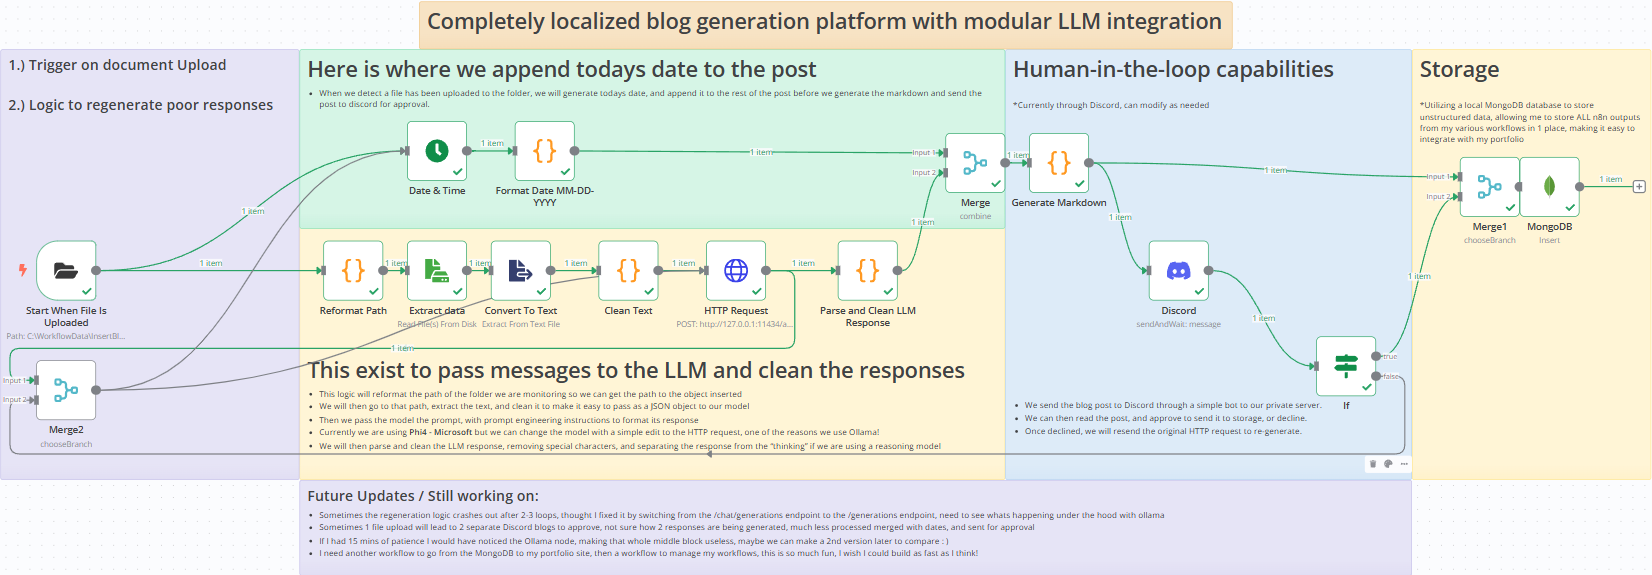 Completely localized blog generation platform with modular LLM integration
1.) Trigger on document Upload
2.) Logic to regenerate poor responses
Here is where we append todays date to the post
When we detect a file has been uploaded to the folder, we will generate todays date, and append it to the rest of the post before we generate the markdown and send the
post to discord for approval.
Human-in-the-loop capabilities
*Currently through Discord, can modify as needed
Storage
*Utilizing a local MongoDB database to store
unstructured data, allowing me to store ALL n8n outputs
from my various workflows in 1 place, making it easy to
integrate with my portfolio
1 item
Date & Time
1 item
Format Date MM-DD-
YYYY
1 item
Input 1
Input 2
Merge
combine
1 item
Generate Markdown
1 item
Input 1
Input 2
Merge1
chooseBranch
MongoDB
Insert
1 item
Start When File Is
Uploaded
Path: C:\WorkflowData\InsertBl...
1 item
Reformat Path
1 item
Extract data
Read File(s) From Disk
1 item
Convert To Text
Extract From Text File
1 item
Clean Text
1 item
HTTP Request
POST: http://127.0.0.1:11434/a...
1 item
Parse and Clean LLM
Response
1 item
1 item
Discord
sendAndWait: message
1 item
If
true
false
1 item
1 item
Input 1
Input 2
Merge2
chooseBranch
This exist to pass messages to the LLM and clean the responses
This logic will reformat the path of the folder we are monitoring so we can get the path to the object inserted
We will then go to that path, extract the text, and clean it to make it easy to pass as a JSON object to our model
Then we pass the model the prompt, with prompt engineering instructions to format its response
Currently we are using Phi4 - Microsoft but we can change the model with a simple edit to the HTTP request, one of the reasons we use Ollama!
We will then parse and clean the LLM response, removing special characters, and separating the response from the "thinking" if we are using a reasoning model
We send the blog post to Discord through a simple bot to our private server.
We can then read the post, and approve to send it to storage, or decline.
Once declined, we will resend the original HTTP request to re-generate.
Future Updates / Still working on:
Sometimes the regeneration logic crashes out after 2-3 loops, thought I fixed it by switching from the /chat/generations endpoint to the /generations endpoint, need to see whats happening under the hood with ollama
Sometimes 1 file upload will lead to 2 separate Discord blogs to approve, not sure how 2 responses are being generated, much less processed merged with dates, and sent for approval
If I had 15 mins of patience I would have noticed the Ollama node, making that whole middle block useless, maybe we can make a 2nd version later to compare : )
I need another workflow to go from the MongoDB to my portfolio site, then a workflow to manage my workflows, this is so much fun, I wish I could build as fast as I think!